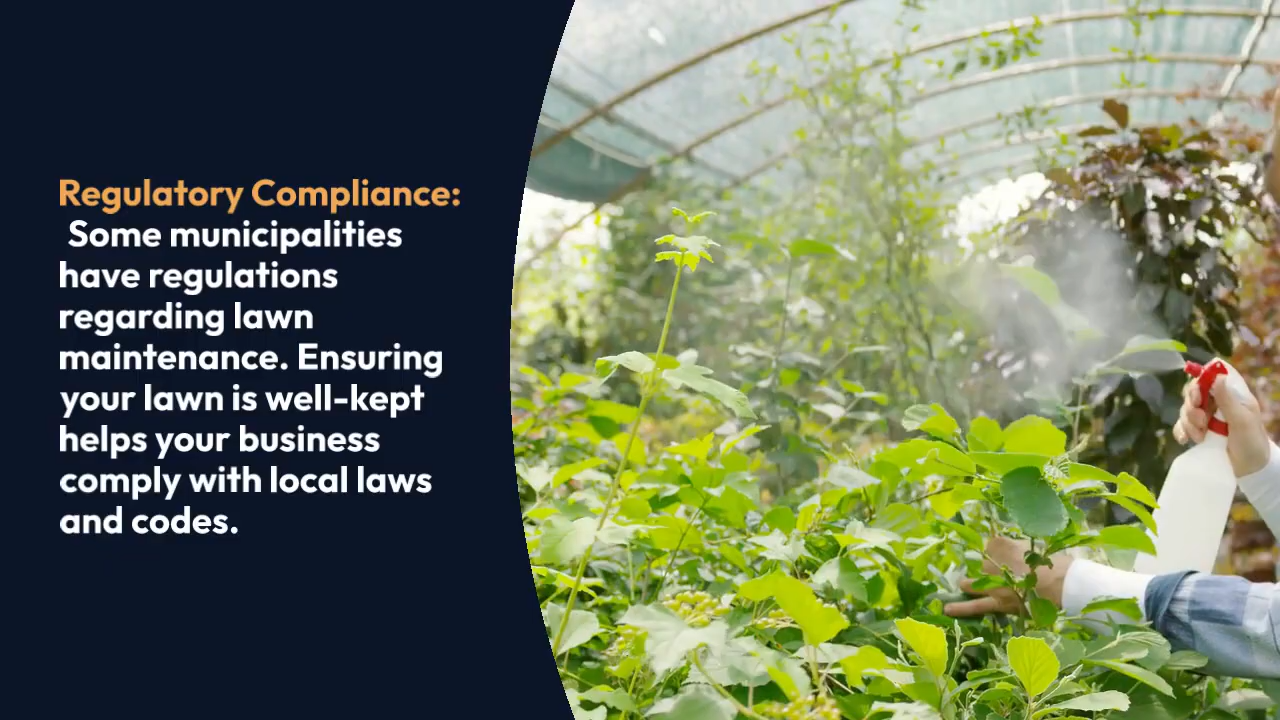 Regulatory Compliance:
Some municipalities
have regulations
regarding lawn
maintenance. Ensuring
your lawn is well-kept
helps your business
comply with local laws
and codes.